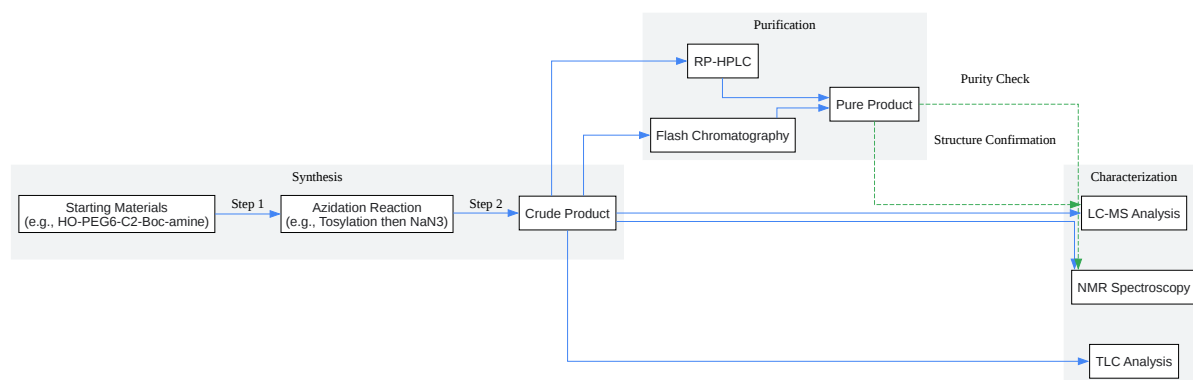 Purification
RP-HPLC
Purity Check
Pure Product
Flash Chromatography
Structure Confirmation
Synthesis
Characterization
Starting Materials
(e.g., HO-PEG6-C2-Boc-amine)
Step 1
Azidation Reaction
(e.g., Tosylation then NaN3)
Step 2
Crude Product
LC-MS Analysis
NMR Spectroscopy
TLC Analysis